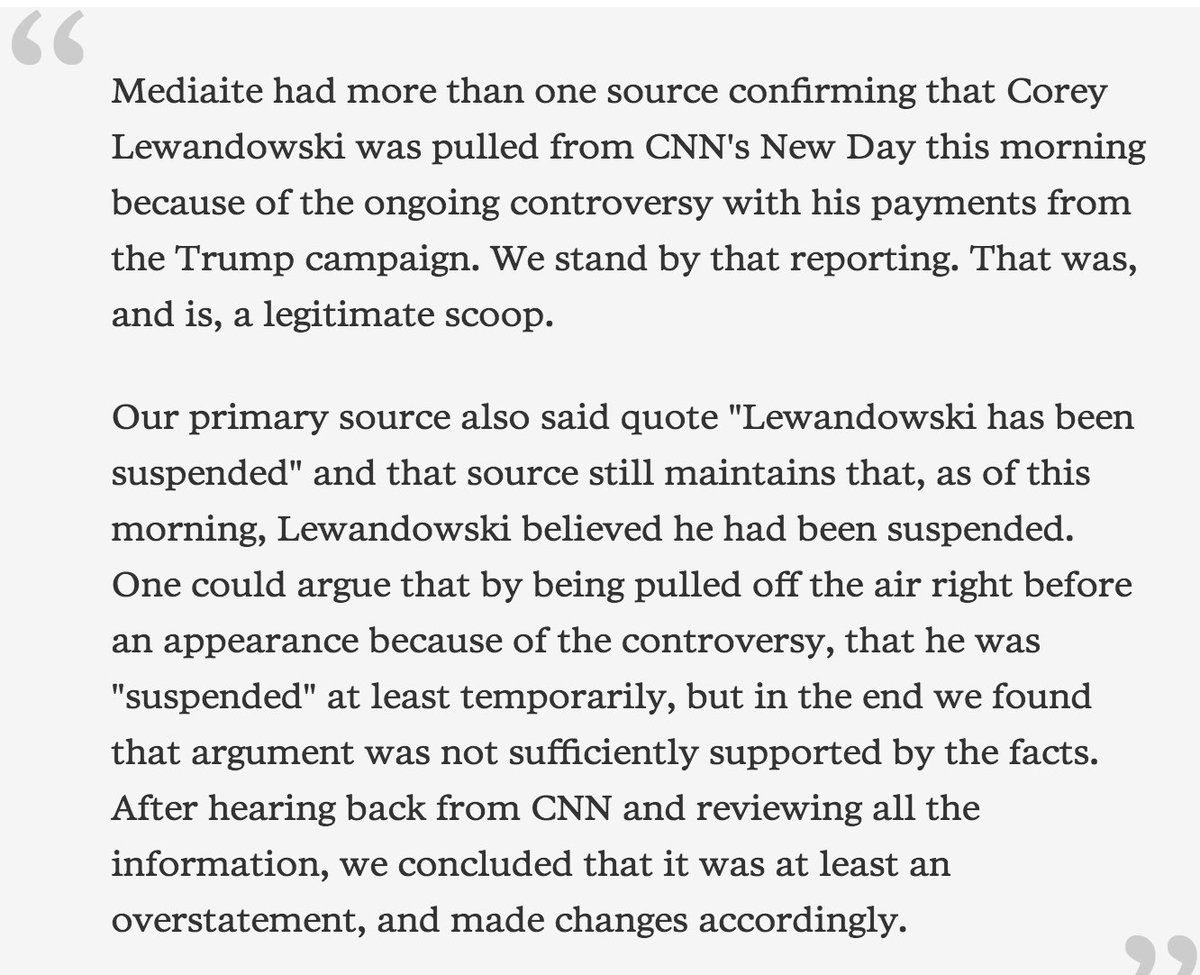 “
Mediaite had more than one source confirming that Corey
Lewandowski was pulled from CNN's New Day this morning
because of the ongoing controversy with his payments from
the Trump campaign. We stand by that reporting. That was,
and is, a legitimate scoop.
Our primary source also said quote "Lewandowski has been
suspended" and that source still maintains that, as of this
morning, Lewandowski believed he had been suspended.
One could argue that by being pulled off the air right before
an appearance because of the controversy, that he was
"suspended" at least temporarily, but in the end we found
that argument was not sufficiently supported by the facts.
After hearing back from CNN and reviewing all the
information, we concluded that it was at least an
overstatement, and made changes accordingly.
”